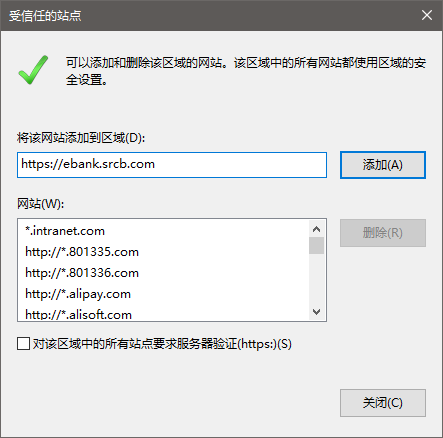 受信任的站点
可以添加和删除该区域的网站。该区域中的所有网站都使用区域的安
全设置。
将该网站添加到区域(D):
https://ebank.srcb.com
添加(A)
网站(W):
*.intranet.com
http://*.801335.com
http://*.801336.com
http://*.alipay.com
http://*.alisoft.com
删除(R)
对该区域中的所有站点要求服务器验证(https:)(S)
关闭(C)